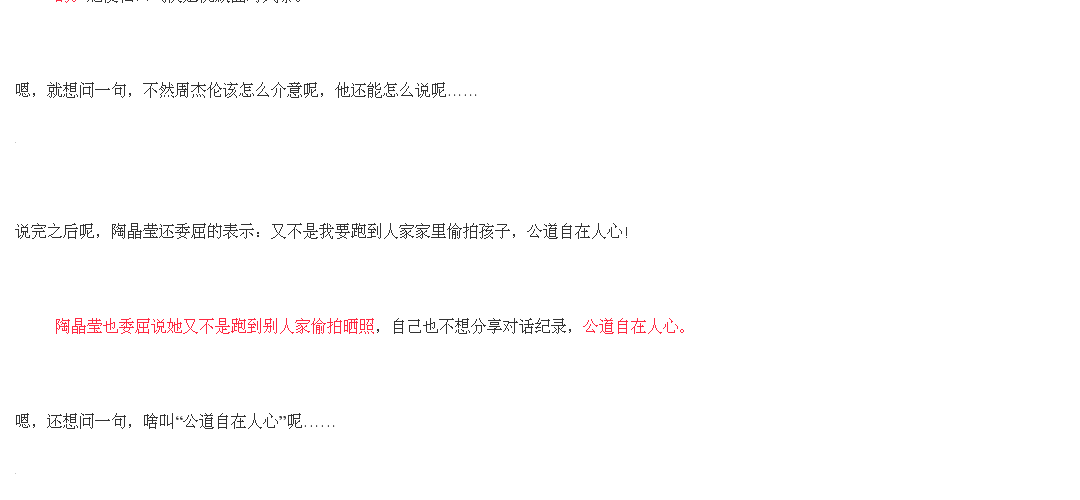 嗯，就想问一句，不然周杰伦该怎么介意呢，他还能怎么说呢……
说完之后呢，陶晶莹还委屈的表示：又不是我要跑到人家家里偷拍孩子，公道自在人心!
陶晶莹也委屈说她又不是跑到别人家偷拍晒照，自己也不想分享对话纪录，公道自在人心。
嗯，还想问一句，啥叫“公道自在人心”呢……